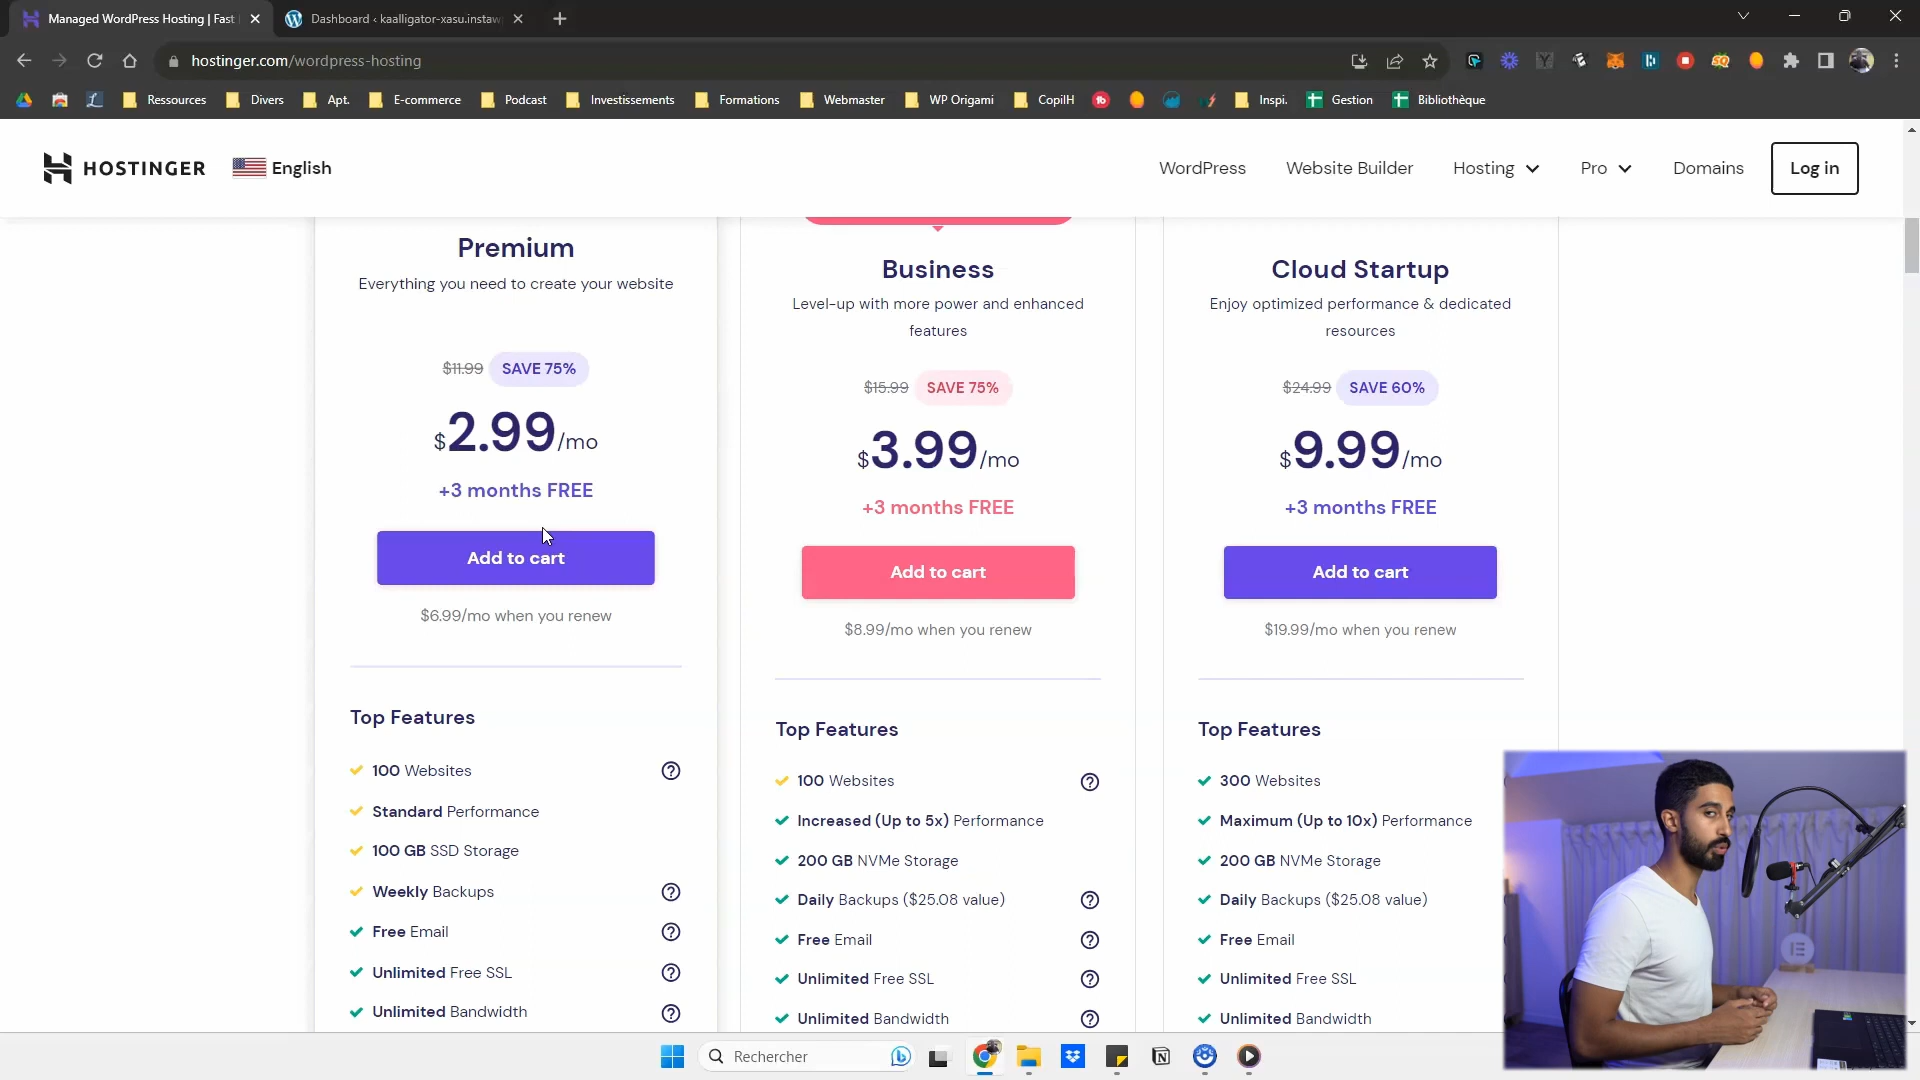 Managed WordPress Hosting | Fast
Dashboard ‹ kaalligator-xasu.instaw
hostinger.com/wordpress-hosting
Ressources
Divers
Apt.
E-commerce
Podcast
Investissements
Formations
Webmaster
WP Origami
CopilH
Inspi.
Gestion
Bibliothèque
HOSTINGER
English
WordPress
Website Builder
Hosting
Pro
Domains
Log in
Premium
Everything you need to create your website
$11.99 SAVE 75%
$2.99/mo
+3 months FREE
Add to cart
$6.99/mo when you renew
Top Features
100 Websites
Standard Performance
100 GB SSD Storage
Weekly Backups
Free Email
Unlimited Free SSL
Unlimited Bandwidth
Business
Level-up with more power and enhanced
features
$15.99 SAVE 75%
$3.99/mo
+3 months FREE
Add to cart
$8.99/mo when you renew
Top Features
100 Websites
Increased (Up to 5x) Performance
200 GB NVMe Storage
Daily Backups ($25.08 value)
Free Email
Unlimited Free SSL
Unlimited Bandwidth
Cloud Startup
Enjoy optimized performance & dedicated
resources
$24.99 SAVE 60%
$9.99/mo
+3 months FREE
Add to cart
$19.99/mo when you renew
Top Features
300 Websites
Maximum (Up to 10x) Performance
200 GB NVMe Storage
Daily Backups ($25.08 value)
Free Email
Unlimited Free SSL
Unlimited Bandwidth
Rechercher